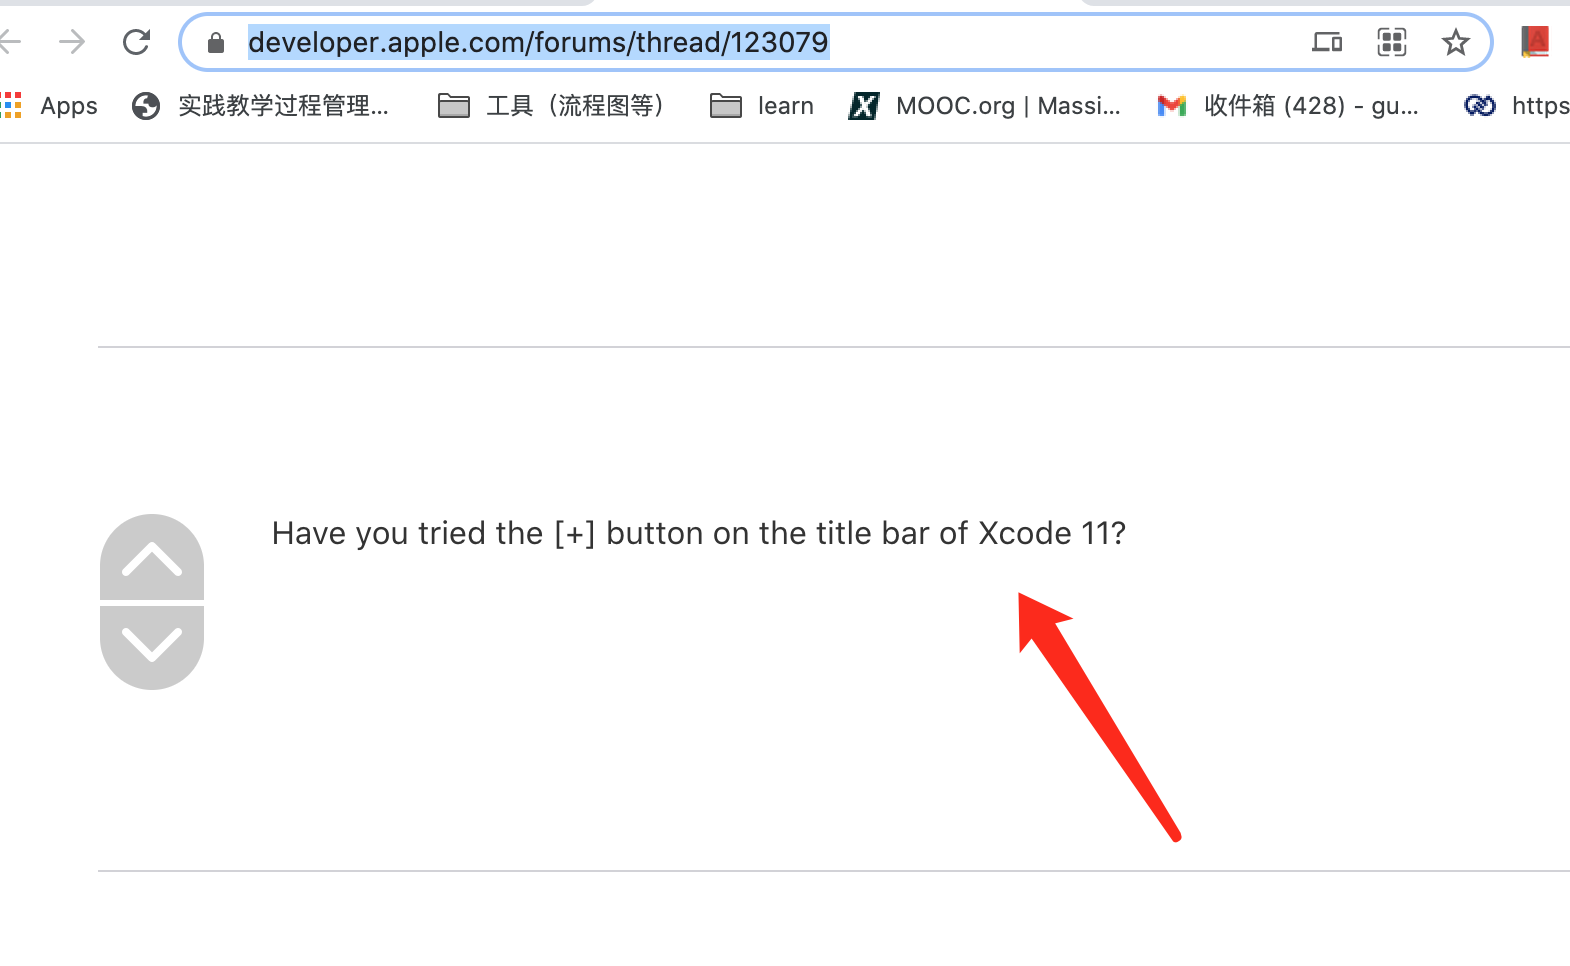 developer.apple.com/forums/thread/123079
Apps 实践教学过程管理... 工具（流程图等） learn X MOOC.org | Massi... 收件箱 (428) - gu... https
Have you tried the [+] button on the title bar of Xcode 11?